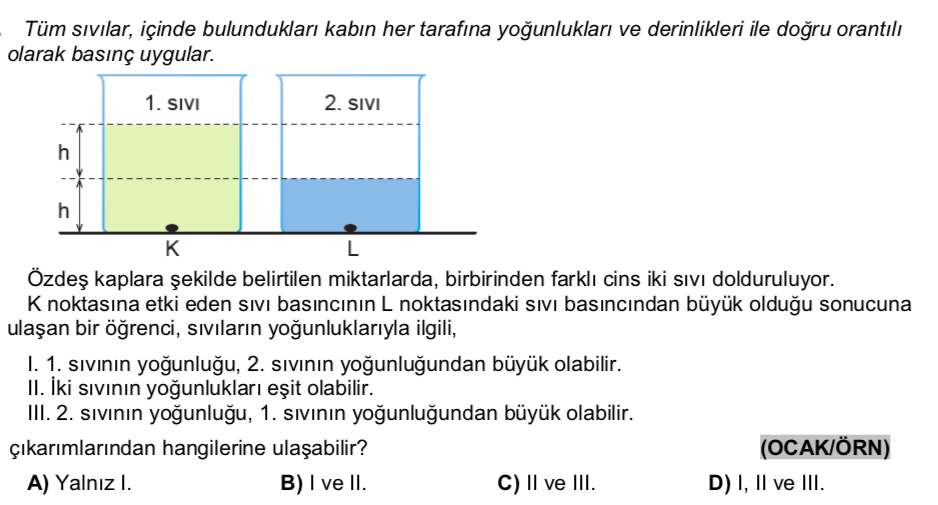 Tüm sıvılar, içinde bulundukları kabın her tarafına yoğunlukları ve derinlikleri ile doğru orantılı
olarak basınç uygular.
1. sıvı
2. sıvı
h
h
K
L
Özdeş kaplara şekilde belirtilen miktarlarda, birbirinden farklı cins iki sıvı dolduruluyor.
K noktasına etki eden sıvı basıncının L noktasındaki sıvı basıncından büyük olduğu sonucuna
ulaşan bir öğrenci, sıvıların yoğunluklarıyla ilgili,
I. 1. sıvının yoğunluğu, 2. sıvının yoğunluğundan büyük olabilir.
II. İki sıvının yoğunlukları eşit olabilir.
III. 2. sıvının yoğunluğu, 1. sıvının yoğunluğundan büyük olabilir.
çıkarımlarından hangilerine ulaşabilir? (OCAK/ÖRN)
A) Yalnız I. B) I ve II. C) II ve III. D) I, II ve III.